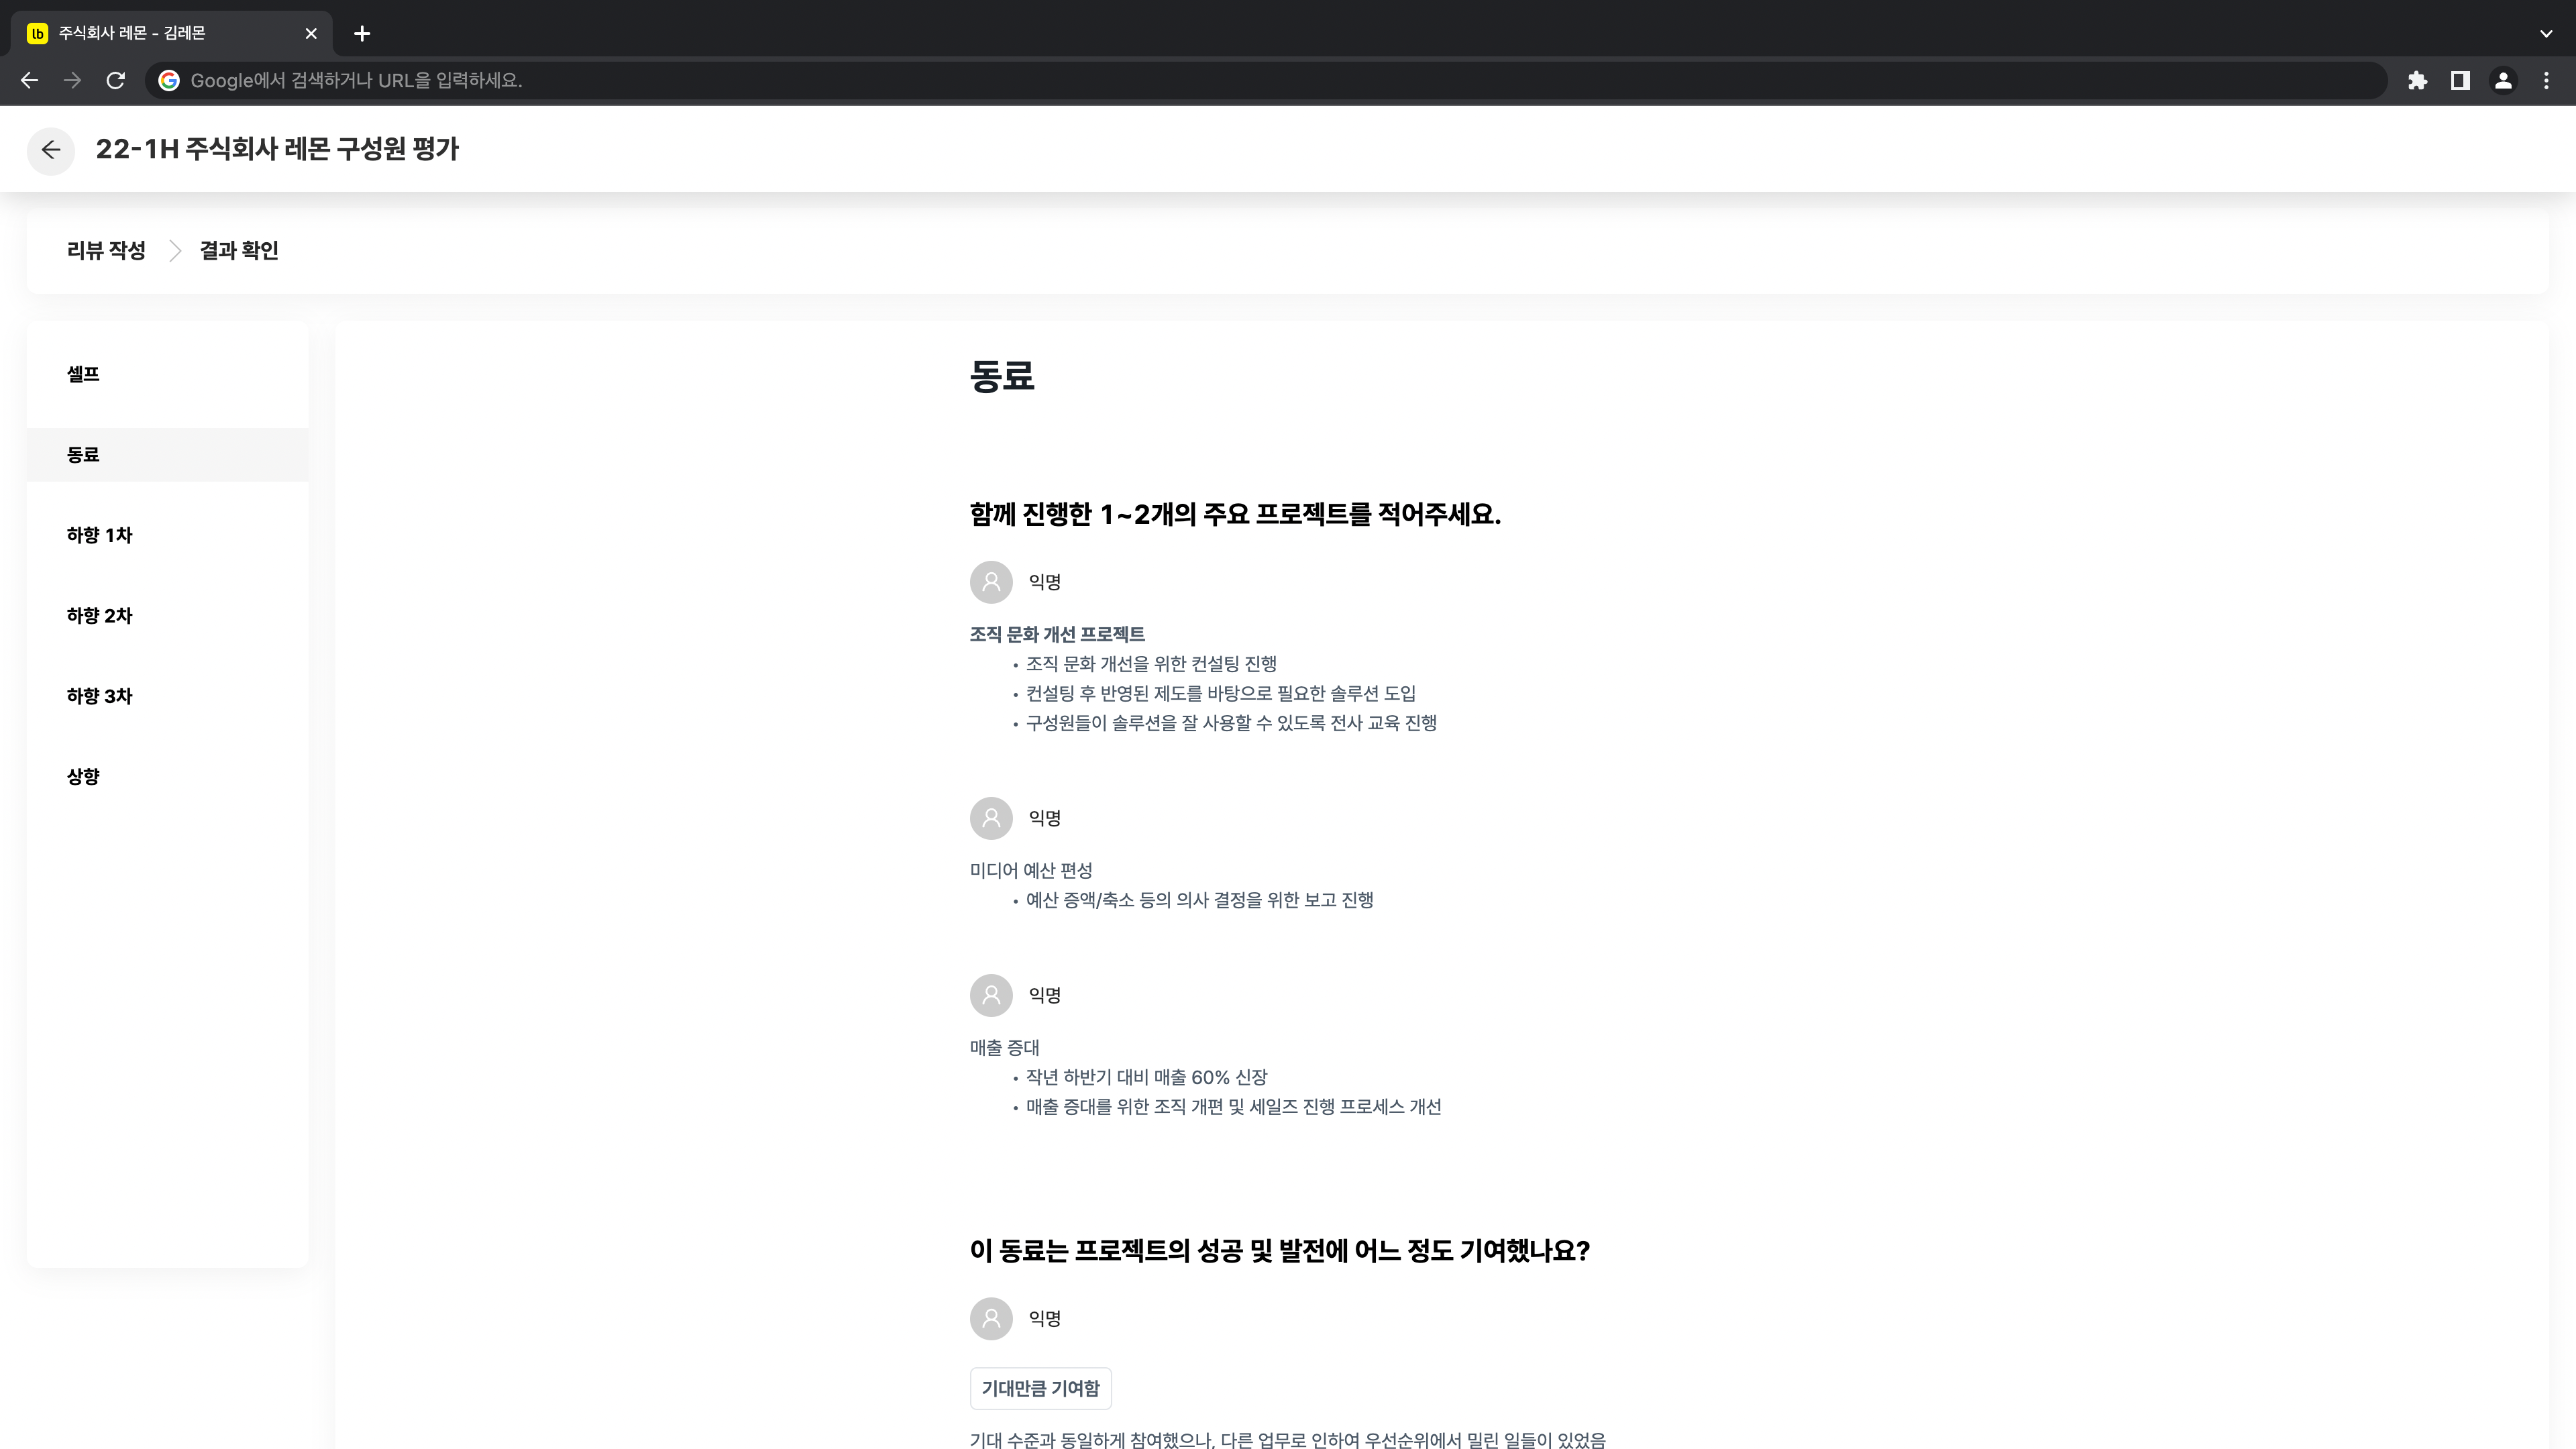 lb 주식회사 레몬 - 김레몬
Google에서 검색하거나 URL을 입력하세요.
22-1H 주식회사 레몬 구성원 평가
리뷰 작성 결과 확인
셀프
동료
하향 1차
하향 2차
하향 3차
상향
동료
함께 진행한 1~2개의 주요 프로젝트를 적어주세요.
익명
조직 문화 개선 프로젝트
• 조직 문화 개선을 위한 컨설팅 진행
• 컨설팅 후 반영된 제도를 바탕으로 필요한 솔루션 도입
• 구성원들이 솔루션을 잘 사용할 수 있도록 전사 교육 진행
익명
미디어 예산 편성
• 예산 증액/축소 등의 의사 결정을 위한 보고 진행
익명
매출 증대
• 작년 하반기 대비 매출 60% 신장
• 매출 증대를 위한 조직 개편 및 세일즈 진행 프로세스 개선
이 동료는 프로젝트의 성공 및 발전에 어느 정도 기여했나요?
익명
기대만큼 기여함
기대 수준과 동일하게 참여했으나, 다른 업무로 인하여 우선순위에서 밀린 일들이 있었음